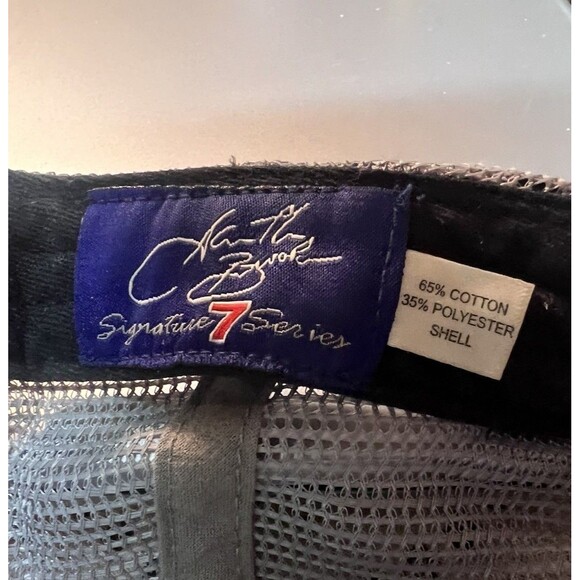 Signature 7 Series
65% COTTON
35% POLYESTER
SHELL